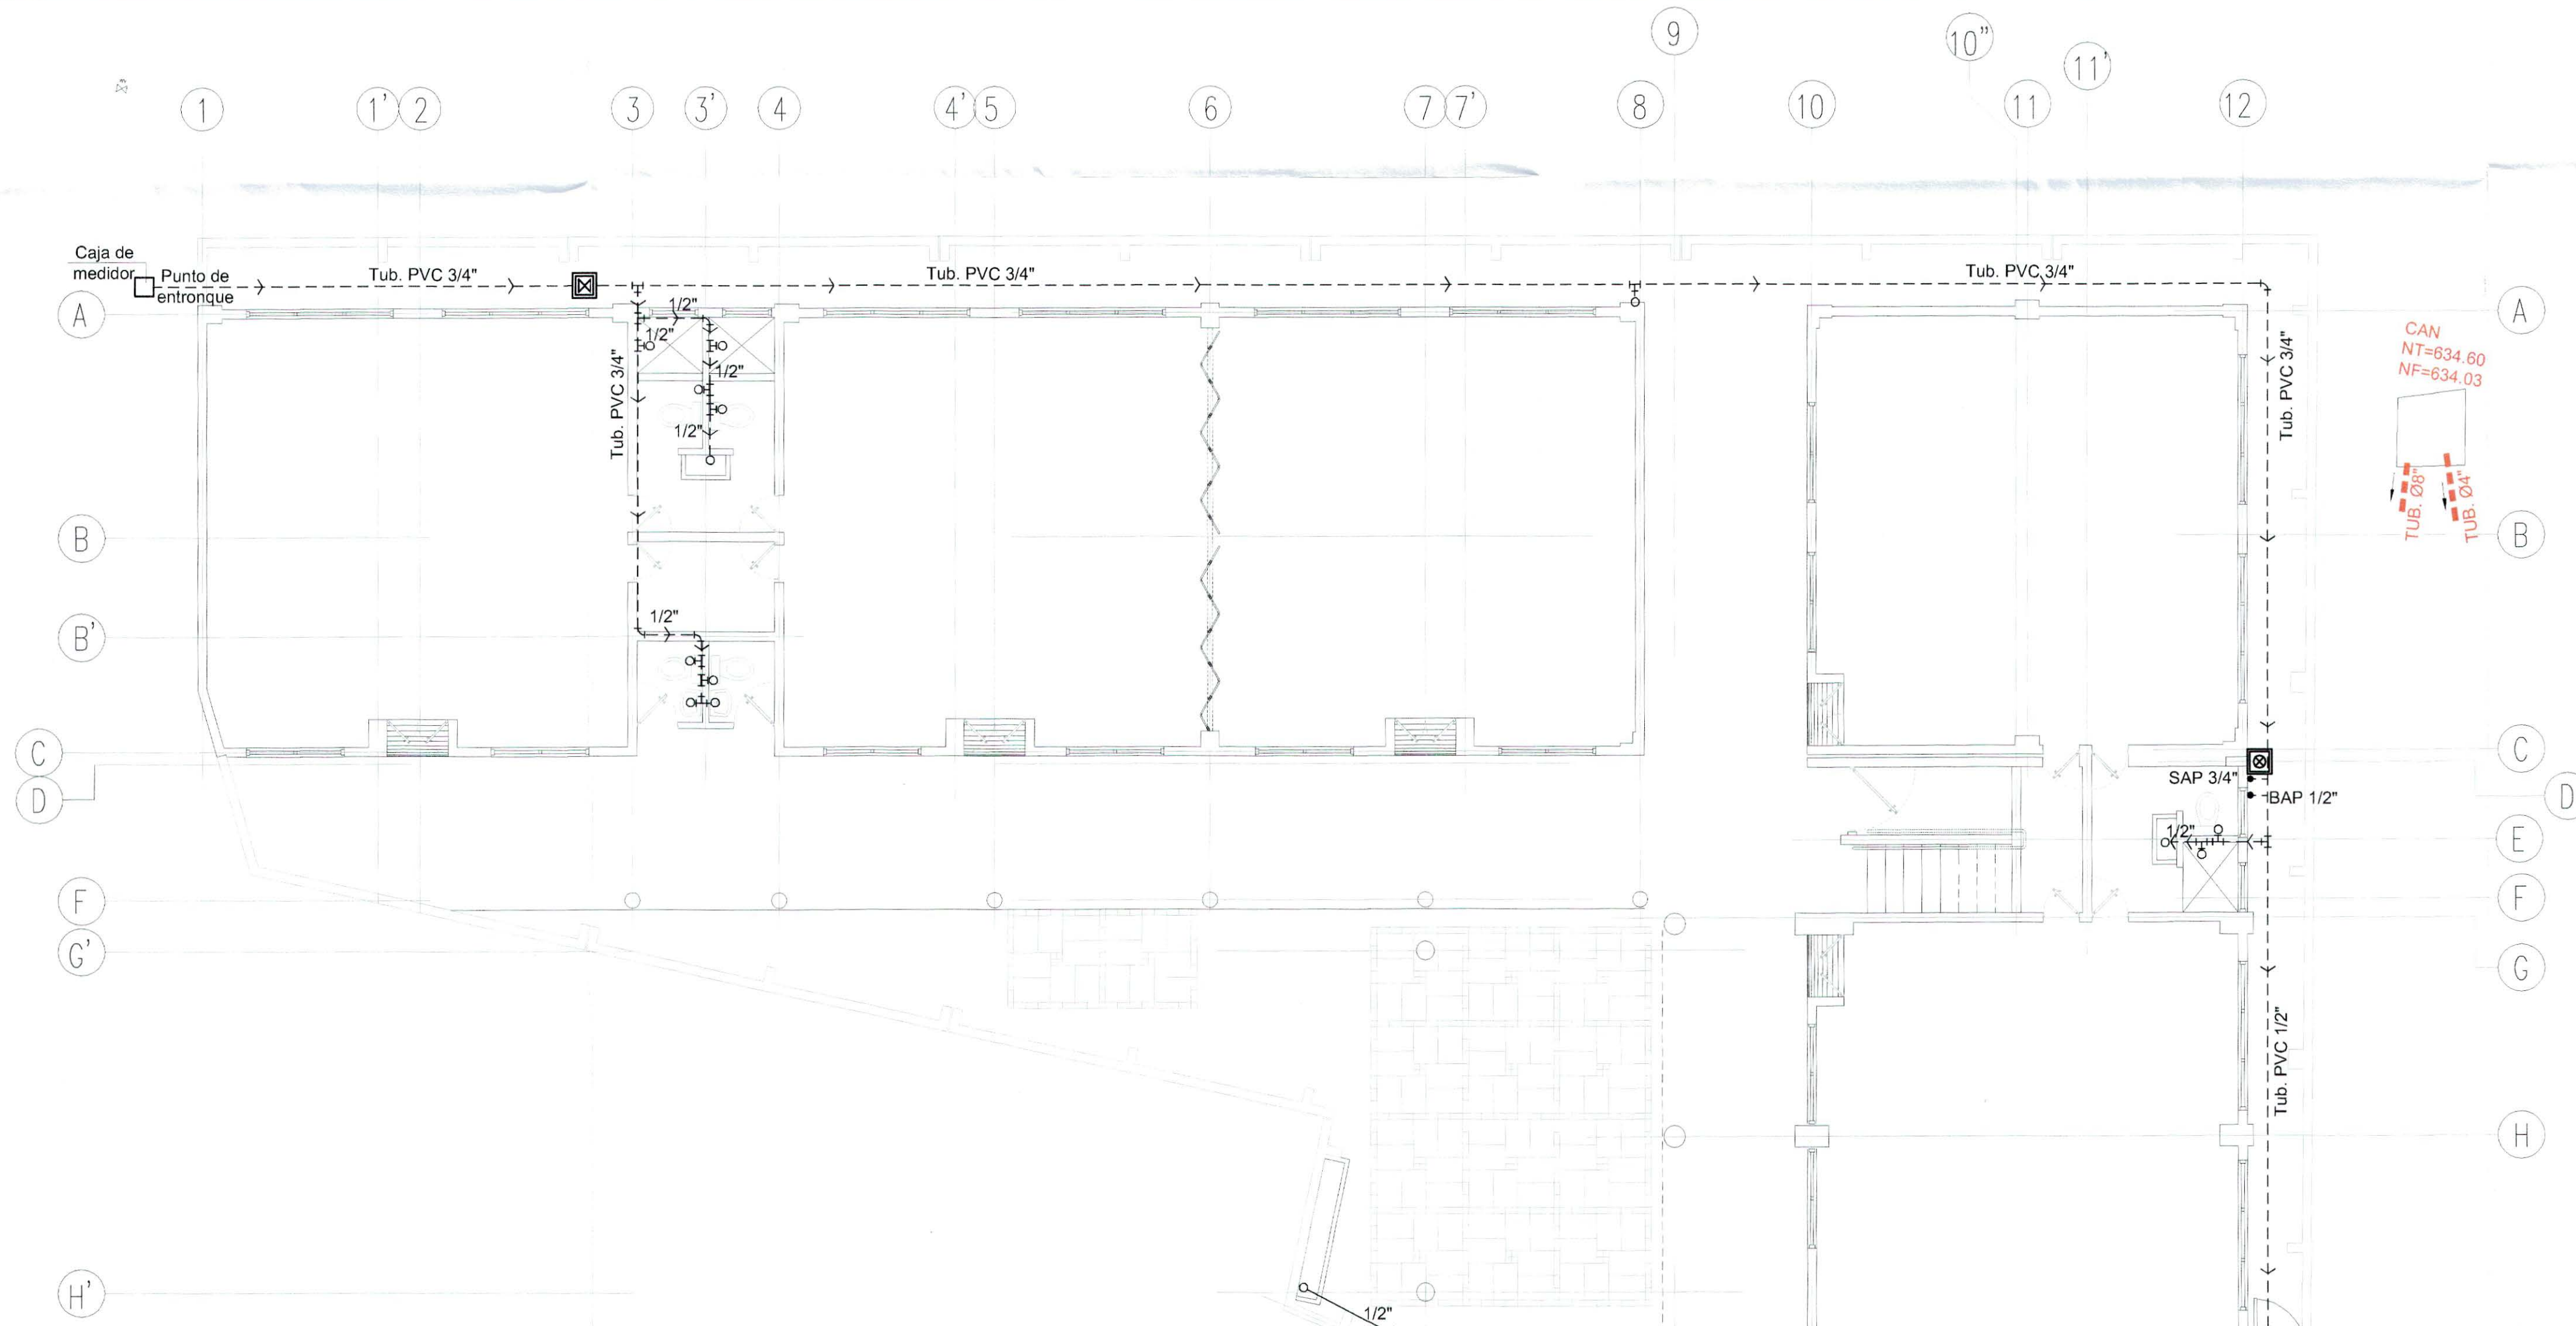 9
10"
11'
1
1'
2
3
3'
4
4'
5
6
7
7'
8
10
11
12
Caja de
medidor
Punto de
entronque
Tub. PVC 3/4"
Tub. PVC 3/4"
Tub. PVC 3/4"
A
1/2"
A
1/2"
Tub. PVC 3/4"
1/2"
1/2"
Tub. PVC 3/4"
CAN
NT=634.60
NF=634.03
TUB. Ø8"
TUB. Ø4"
B
B
B'
1/2"
C
C
D
SAP 3/4"
BAP 1/2"
D
1/2"
E
F
F
G'
G
Tub. PVC 1/2"
H
H'
1/2"